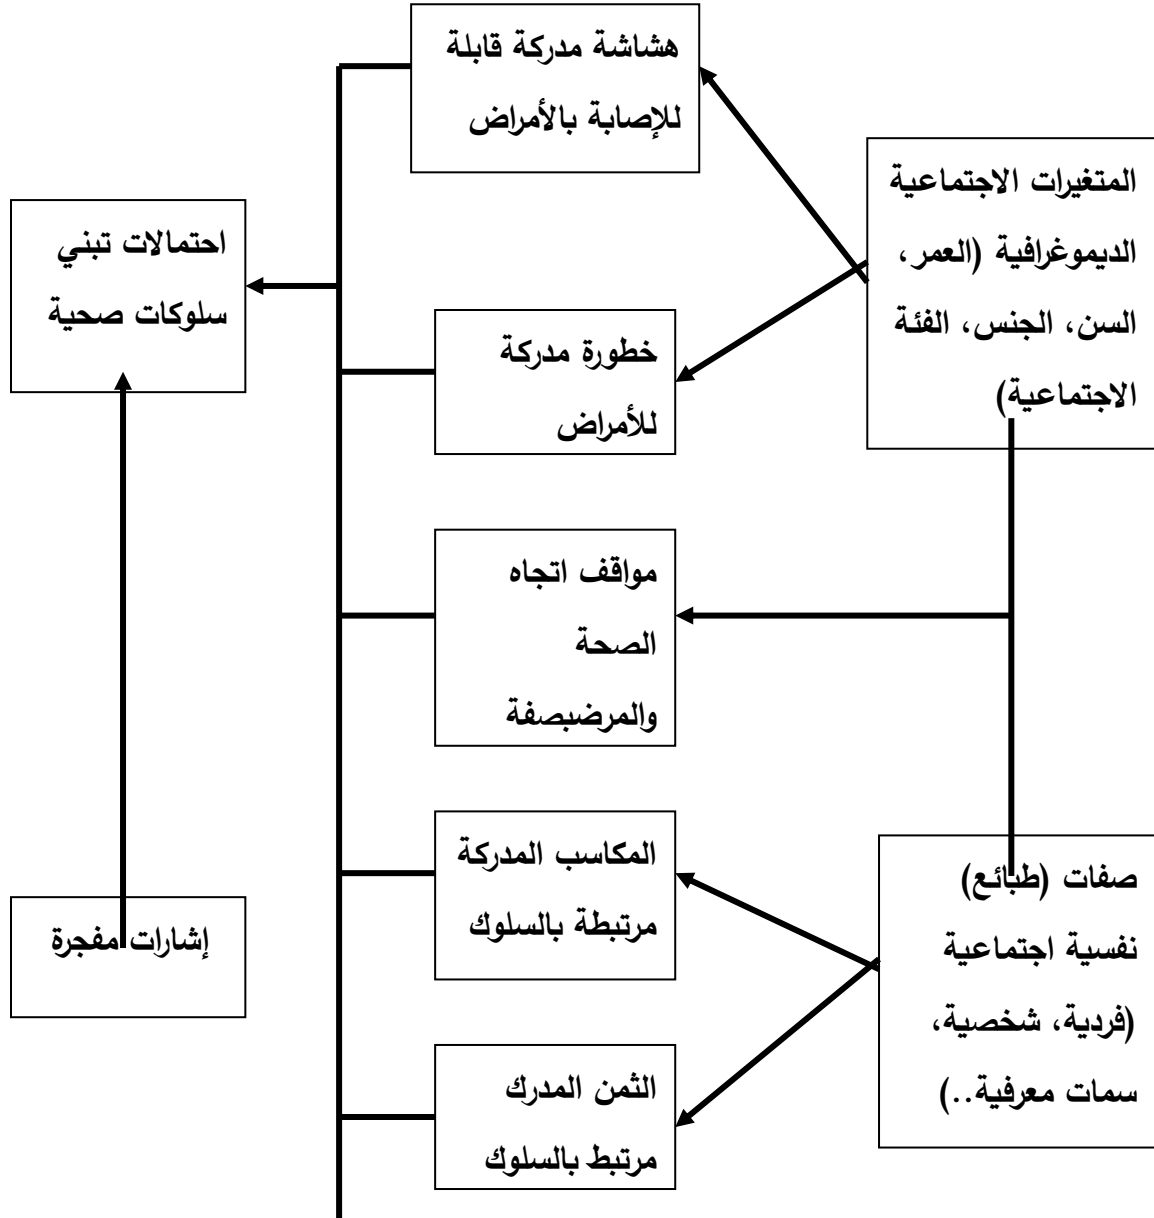 هشاشة مدركة قابلة
للإصابة بالأمراض
المتغيرات الاجتماعية
الديموغرافية (العمر،
السن، الجنس، الفئة
الاجتماعية)
احتمالات تبني
سلوكات صحية
خطورة مدركة
للأمراض
مواقف اتجاه
الصحة
والمرضبصفة
المكاسب المدركة
مرتبطة بالسلوك
صفات (طبائع)
نفسية اجتماعية
(فردية، شخصية،
سمات معرفية..)
إشارات مفجرة
الثمن المدرك
مرتبط بالسلوك